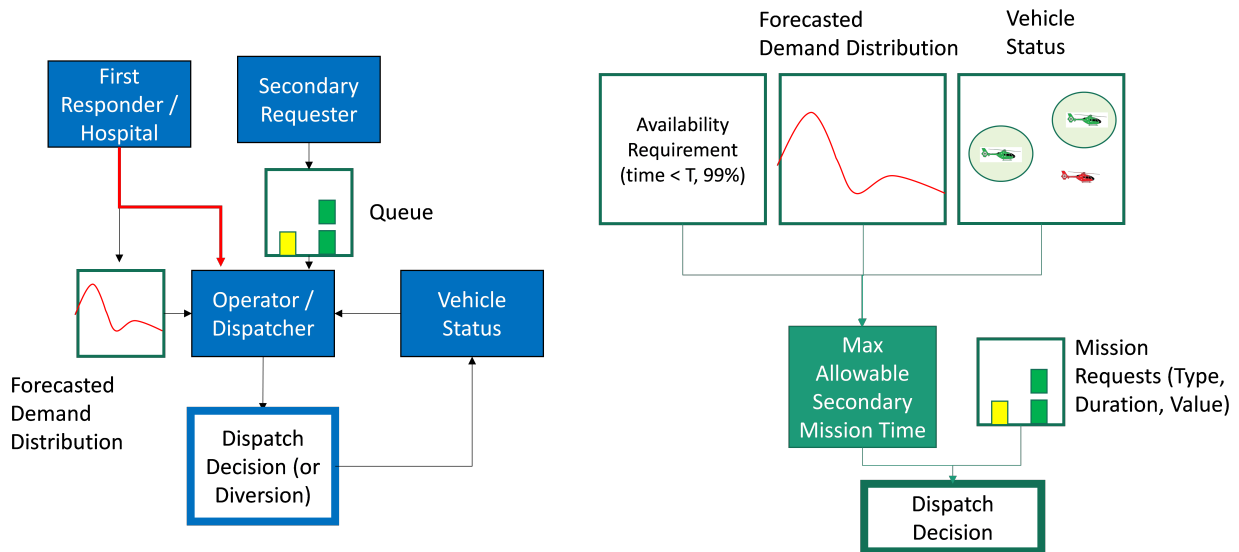 First
Responder /
Hospital
Secondary
Requester
Queue
Operator /
Dispatcher
Vehicle
Status
Forecasted
Demand
Distribution
Dispatch
Decision (or
Diversion)
Forecasted
Demand Distribution
Vehicle
Status
Availability
Requirement
(time < T, 99%)
Max
Allowable
Secondary
Mission Time
Mission
Requests (Type,
Duration, Value)
Dispatch
Decision